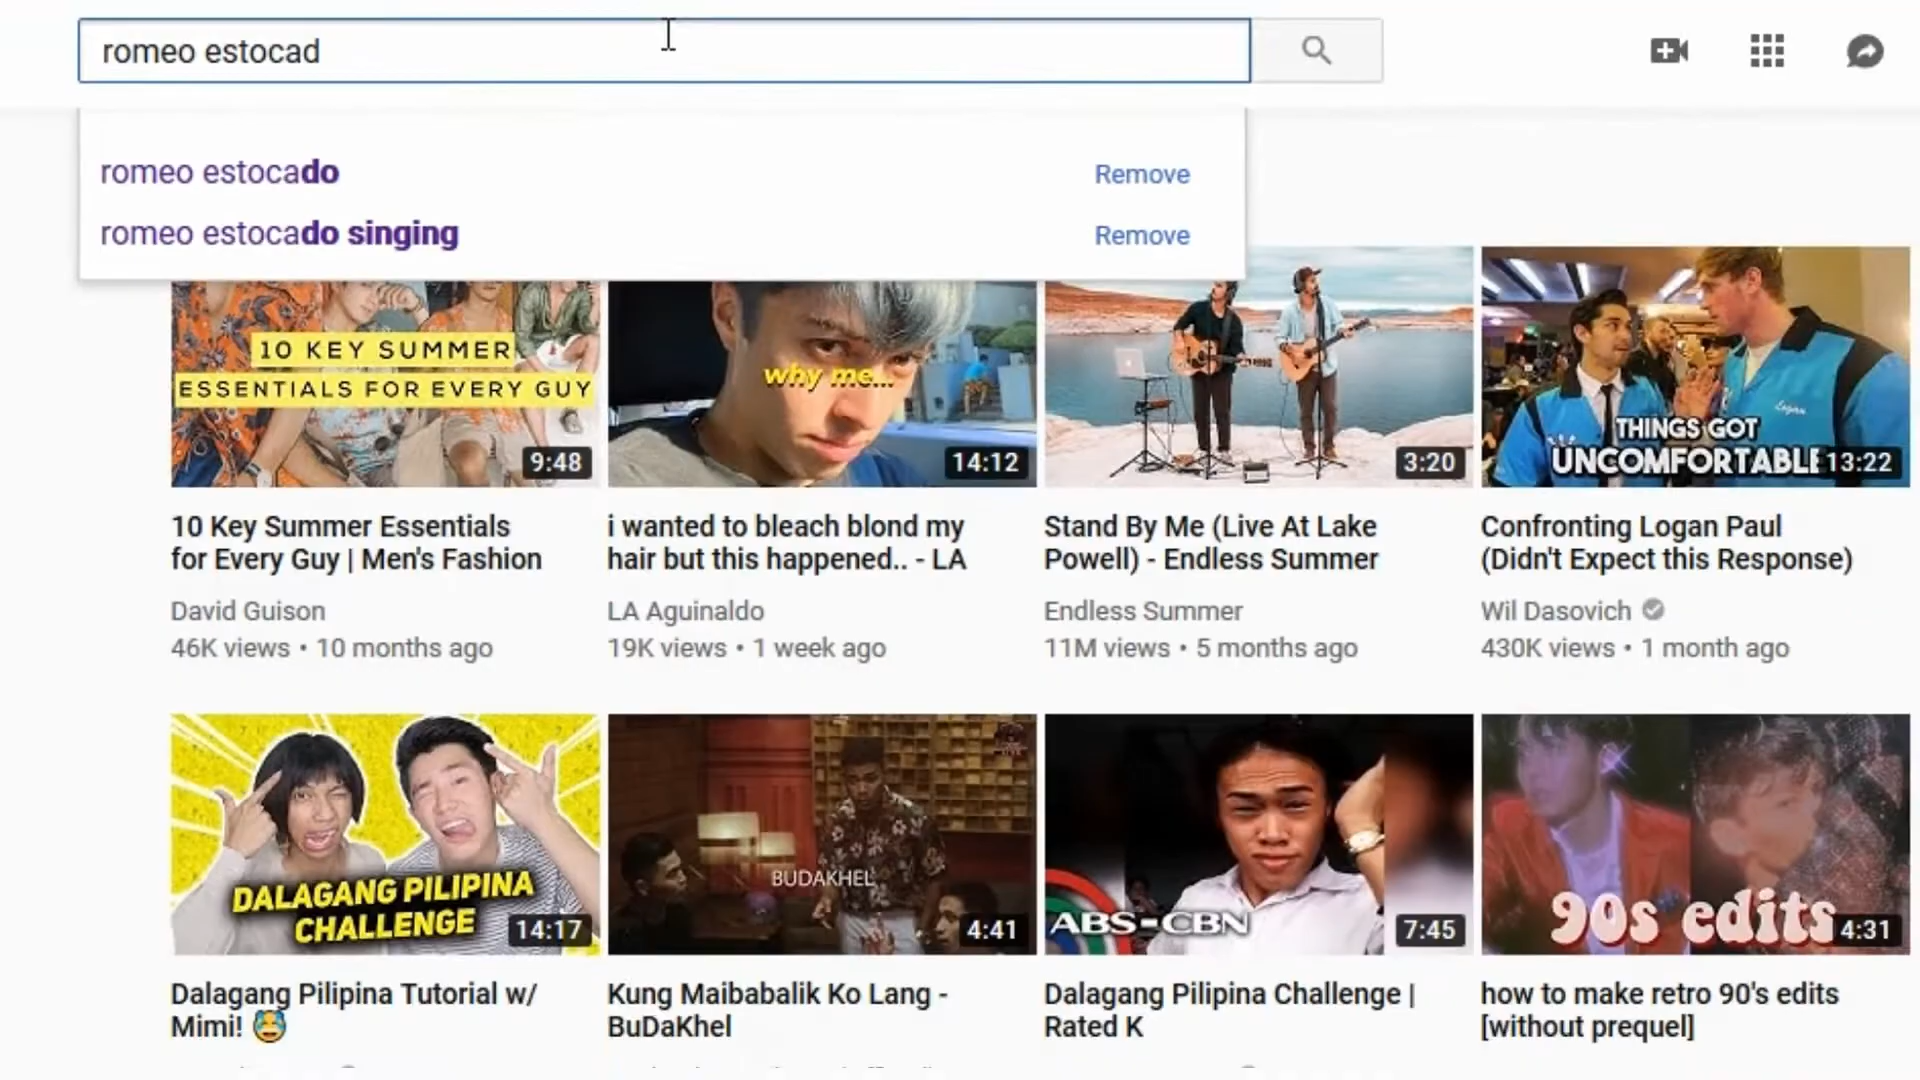 romeo estocad
romeo estocado
Remove
romeo estocado singing
Remove
10 KEY SUMMER
ESSENTIALS FOR EVERY GUY
9:48
why me...
14:12
3:20
Logan
THINGS GOT
UNCOMFORTABLE
13:22
10 Key Summer Essentials
for Every Guy | Men's Fashion
David Guison
46K views • 10 months ago
i wanted to bleach blond my
hair but this happened.. - LA
LA Aguinaldo
19K views • 1 week ago
Stand By Me (Live At Lake
Powell) - Endless Summer
Endless Summer
11M views • 5 months ago
Confronting Logan Paul
(Didn't Expect this Response)
Wil Dasovich
430K views • 1 month ago
DALAGANG PILIPINA
CHALLENGE
14:17
BUDAKHEL
4:41
ABS-CBN
7:45
90s edits
4:31
Dalagang Pilipina Tutorial w/
Mimi! 😹
Kung Maibabalik Ko Lang -
BuDaKhel
Dalagang Pilipina Challenge |
Rated K
how to make retro 90's edits
[without prequel]